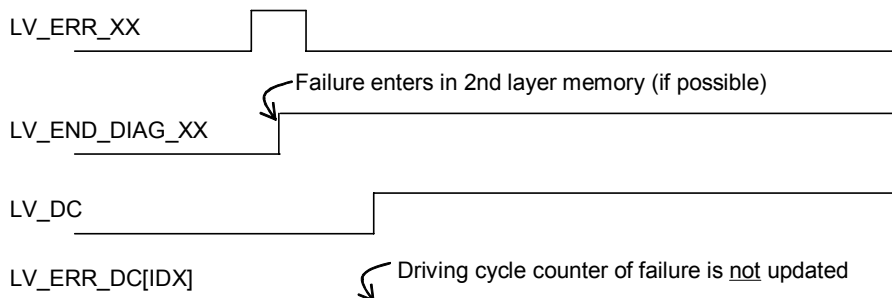 LV_ERR_XX
Failure enters in 2nd layer memory (if possible)
LV_END_DIAG_XX
LV_DC
LV_ERR_DC[IDX]
Driving cycle counter of failure is not updated